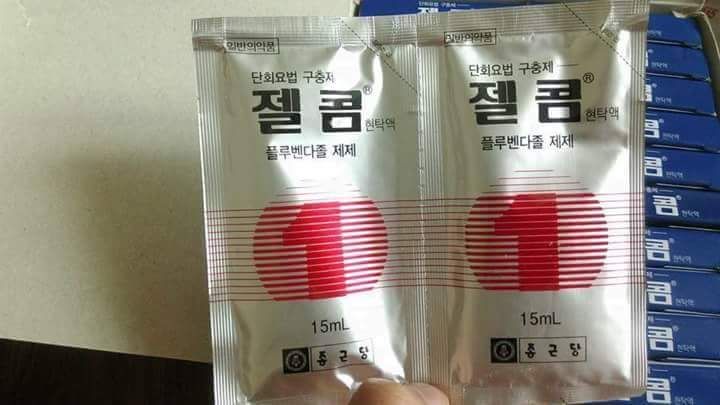 일반의약품
단회요법 구충제
젤콤®
현탁액
플루벤다졸 제제
1
15mL
종근당
일반의약품
단회요법 구충제
젤콤®
현탁액
플루벤다졸 제제
1
15mL
종근당